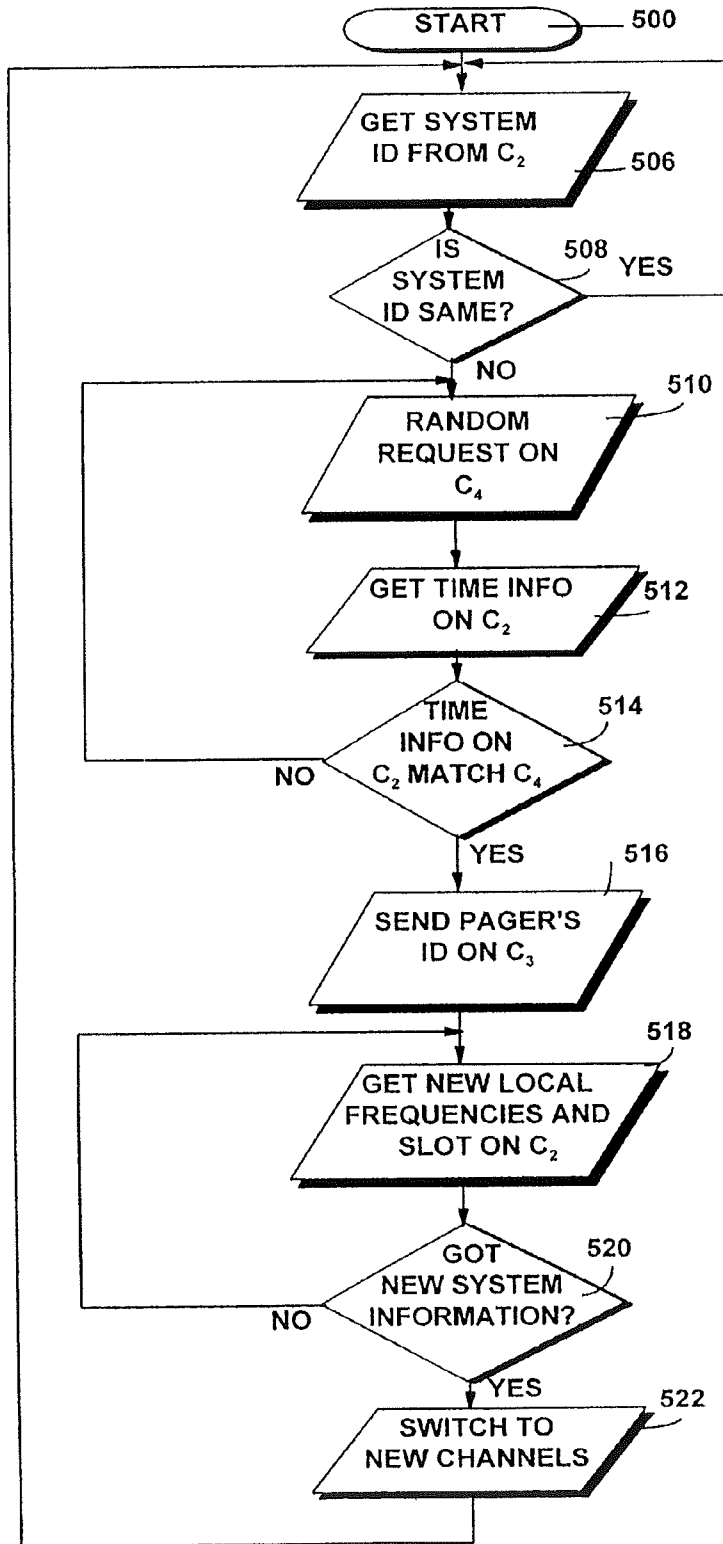 START
500
GET SYSTEM
ID FROM C₂
506
IS
SYSTEM
ID SAME?
508
YES
NO
RANDOM
REQUEST ON
C₄
510
GET TIME INFO
ON C₂
512
TIME
INFO ON
C₂ MATCH C₄
514
NO
YES
SEND PAGER'S
ID ON C₃
516
GET NEW LOCAL
FREQUENCIES AND
SLOT ON C₂
518
GOT
NEW SYSTEM
INFORMATION?
520
NO
YES
SWITCH TO
NEW CHANNELS
522